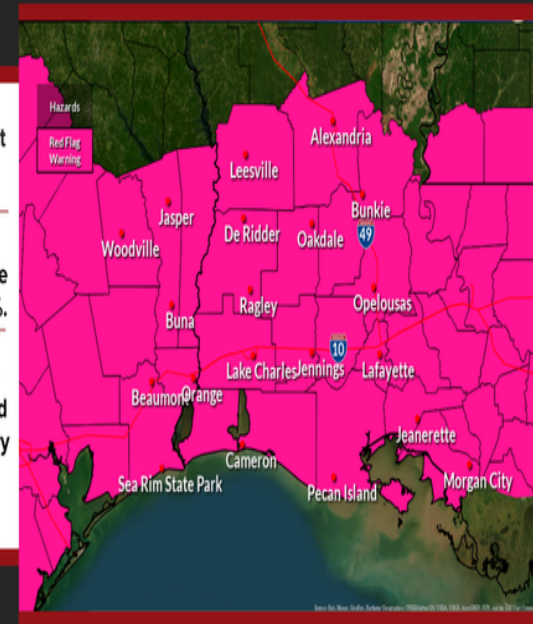 t
e
%.
d
y
Hazards
Red Flag
Warning
Alexandria
Leesville
Jasper
Bunkie
De Ridder
Oakdale
49
Woodville
Ragley
Opelousas
Buna
10
Lake Charles
Jennings
Lafayette
Beaumont
Orange
Jeanerette
Cameron
Sea Rim State Park
Pecan Island
Morgan City